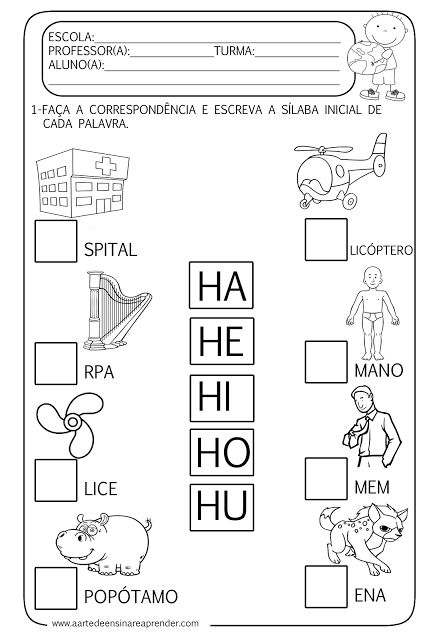 ESCOLA:
PROFESSOR(A): TURMA:
ALUNO(A):
1-FAÇA A CORRESPONDÊNCIA E ESCREVA A SÍLABA INICIAL DE
CADA PALAVRA.
SPITAL
LICÓPTERO
HA
RPA
HE
MANO
HI
LICE
HO
MEM
HU
POPÓTAMO
ENA
www.aartedeensinareaprender.com